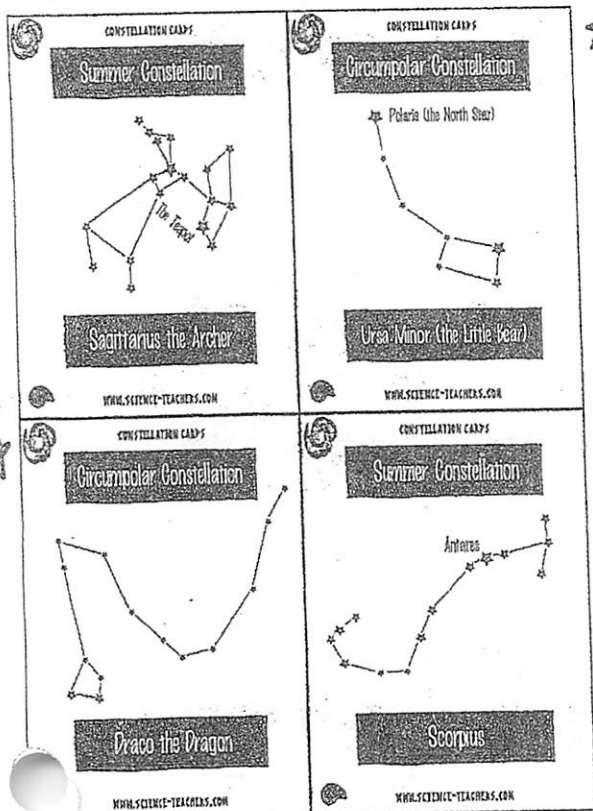 CONSTELLATION CARDS
Summer Constellation
The Teapot
Sagittarius the Archer
WWW.SCIENCE-TEACHERS.COM
CONSTELLATION CARDS
Circumpolar Constellation
Polaris (the North Star)
Ursa Minor (the Little Bear)
WWW.SCIENCE-TEACHERS.COM
CONSTELLATION CARDS
Circumpolar Constellation
Draco the Dragon
WWW.SCIENCE-TEACHERS.COM
CONSTELLATION CARDS
Summer Constellation
Antares
Scorpius
WWW.SCIENCE-TEACHERS.COM